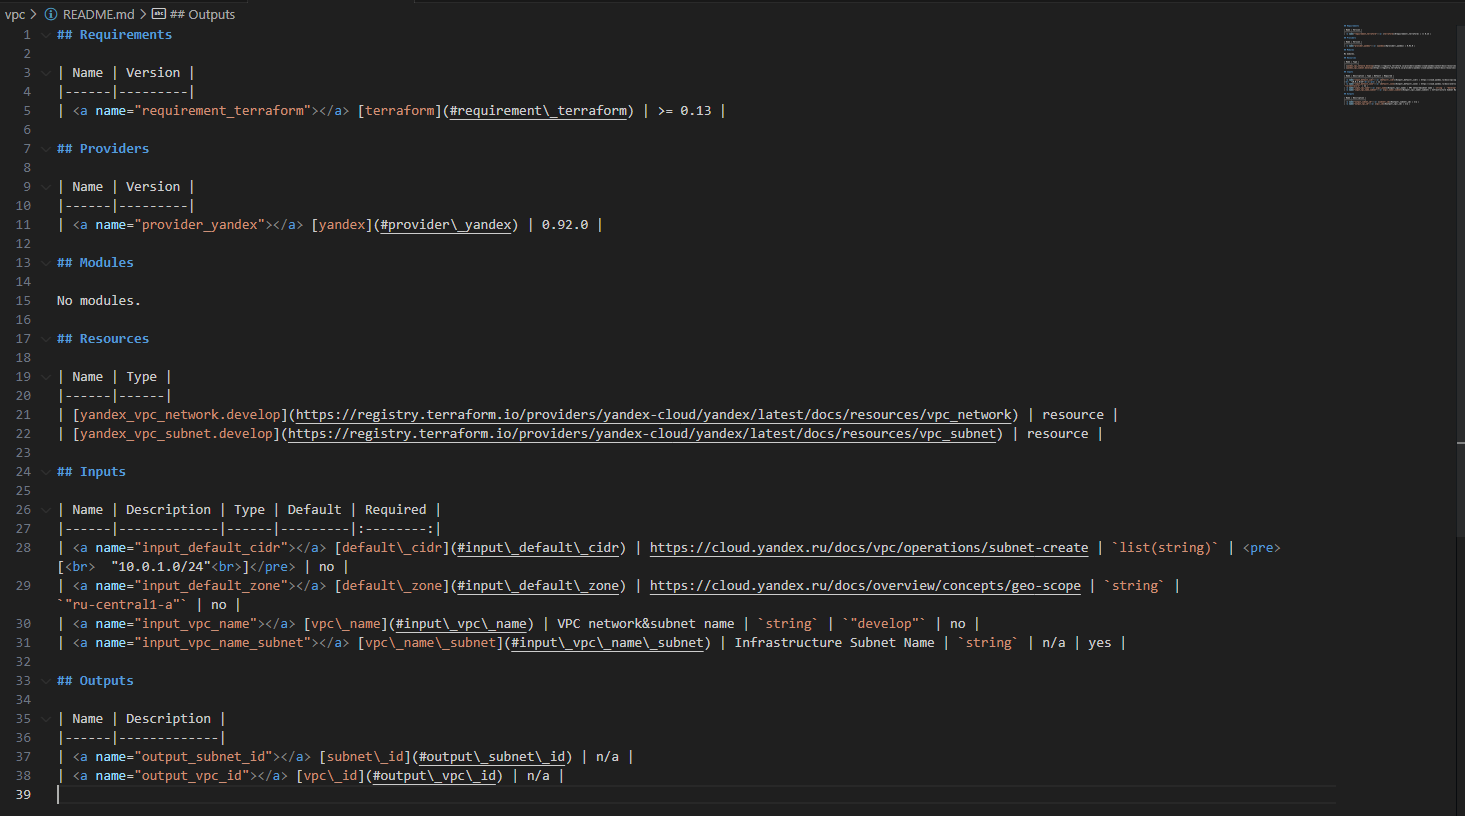 vpc > README.md > ## Outputs
1 ## Requirements
2
3 | Name | Version |
4 |------|---------|
5 | <a name="requirement_terraform"></a> [terraform](#requirement\_terraform) | >= 0.13 |
6
7 ## Providers
8
9 | Name | Version |
10 |------|---------|
11 | <a name="provider_yandex"></a> [yandex](#provider\_yandex) | 0.92.0 |
12
13 ## Modules
14
15 No modules.
16
17 ## Resources
18
19 | Name | Type |
20 |------|------|
21 | [yandex_vpc_network.develop](https://registry.terraform.io/providers/yandex-cloud/yandex/latest/docs/resources/vpc_network) | resource |
22 | [yandex_vpc_subnet.develop](https://registry.terraform.io/providers/yandex-cloud/yandex/latest/docs/resources/vpc_subnet) | resource |
23
24 ## Inputs
25
26 | Name | Description | Type | Default | Required |
27 |------|-------------|------|---------|:--------:|
28 | <a name="input_default_cidr"></a> [default\_cidr](#input\_default\_cidr) | https://cloud.yandex.ru/docs/vpc/operations/subnet-create | `list(string)` | <pre>
[<br>  "10.0.1.0/24"<br>]</pre> | no |
29 | <a name="input_default_zone"></a> [default\_zone](#input\_default\_zone) | https://cloud.yandex.ru/docs/overview/concepts/geo-scope | `string` |
`"ru-central1-a"` | no |
30 | <a name="input_vpc_name"></a> [vpc\_name](#input\_vpc\_name) | VPC network&subnet name | `string` | `"develop"` | no |
31 | <a name="input_vpc_name_subnet"></a> [vpc\_name\_subnet](#input\_vpc\_name\_subnet) | Infrastructure Subnet Name | `string` | n/a | yes |
32
33 ## Outputs
34
35 | Name | Description |
36 |------|-------------|
37 | <a name="output_subnet_id"></a> [subnet\_id](#output\_subnet\_id) | n/a |
38 | <a name="output_vpc_id"></a> [vpc\_id](#output\_vpc\_id) | n/a |
39